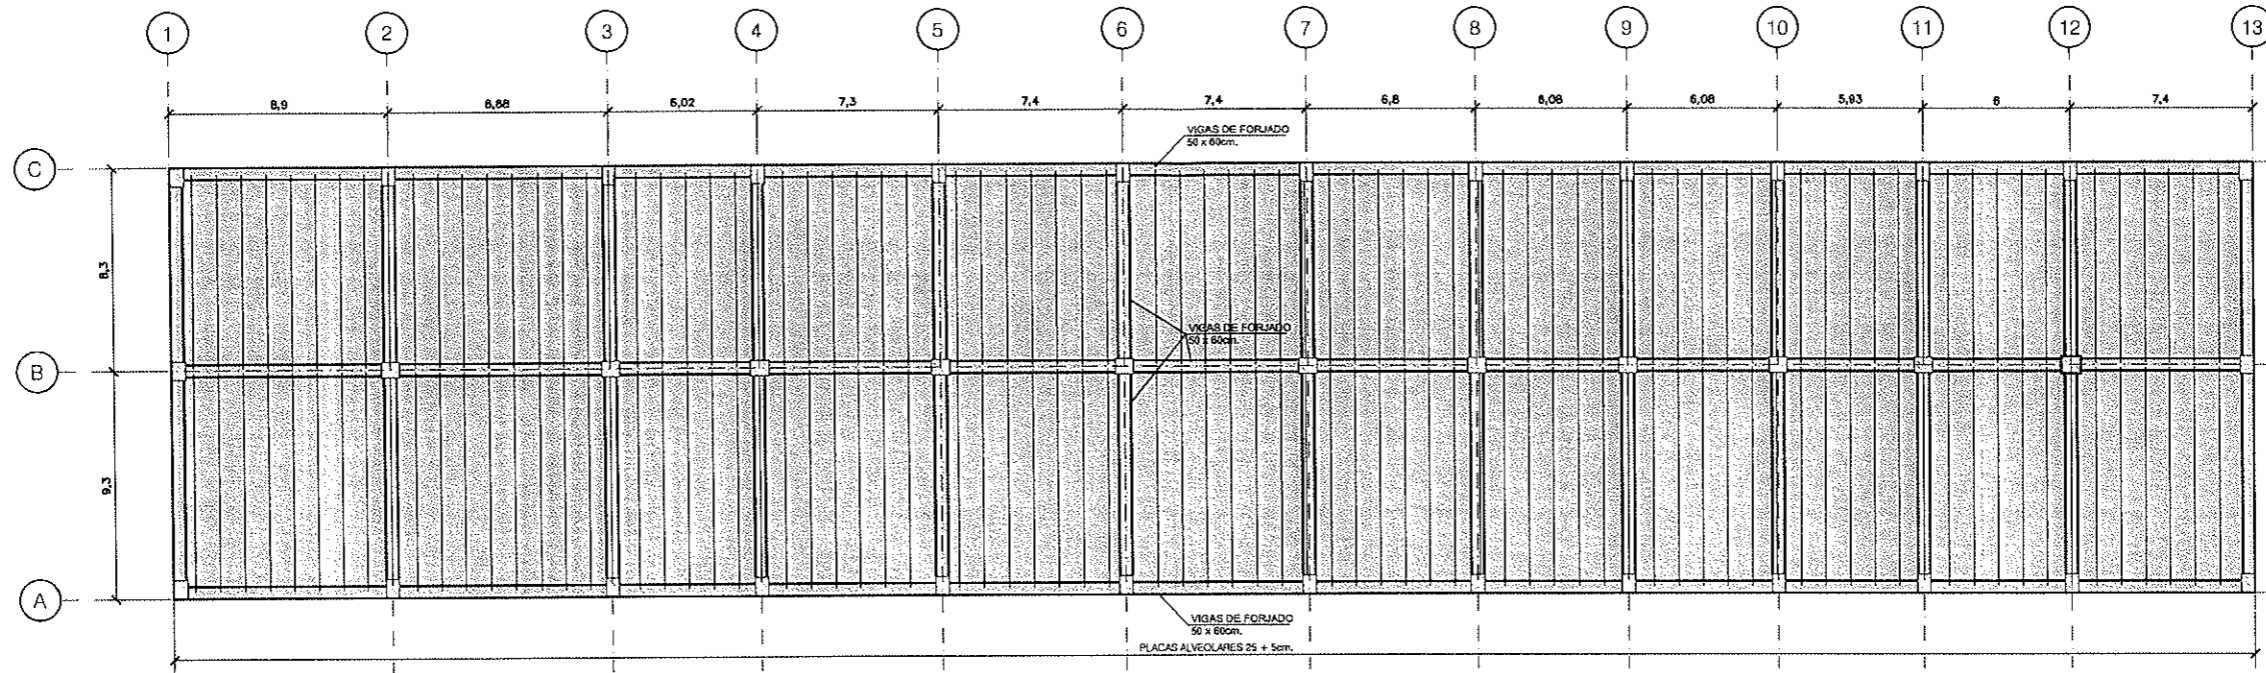 1 2 3 4 5 6 7 8 9 10 11 12 13
8,9 8,88 6,02 7,3 7,4 7,4 6,8 6,08 6,08 5,93 6 7,4
VIGAS DE FORJADO
50 x 60cm.
C
8,3
VIGAS DE FORJADO
50 x 60cm.
B
9,3
A
VIGAS DE FORJADO
50 x 60cm.
PLACAS ALVEOLARES 25 + 5cm.